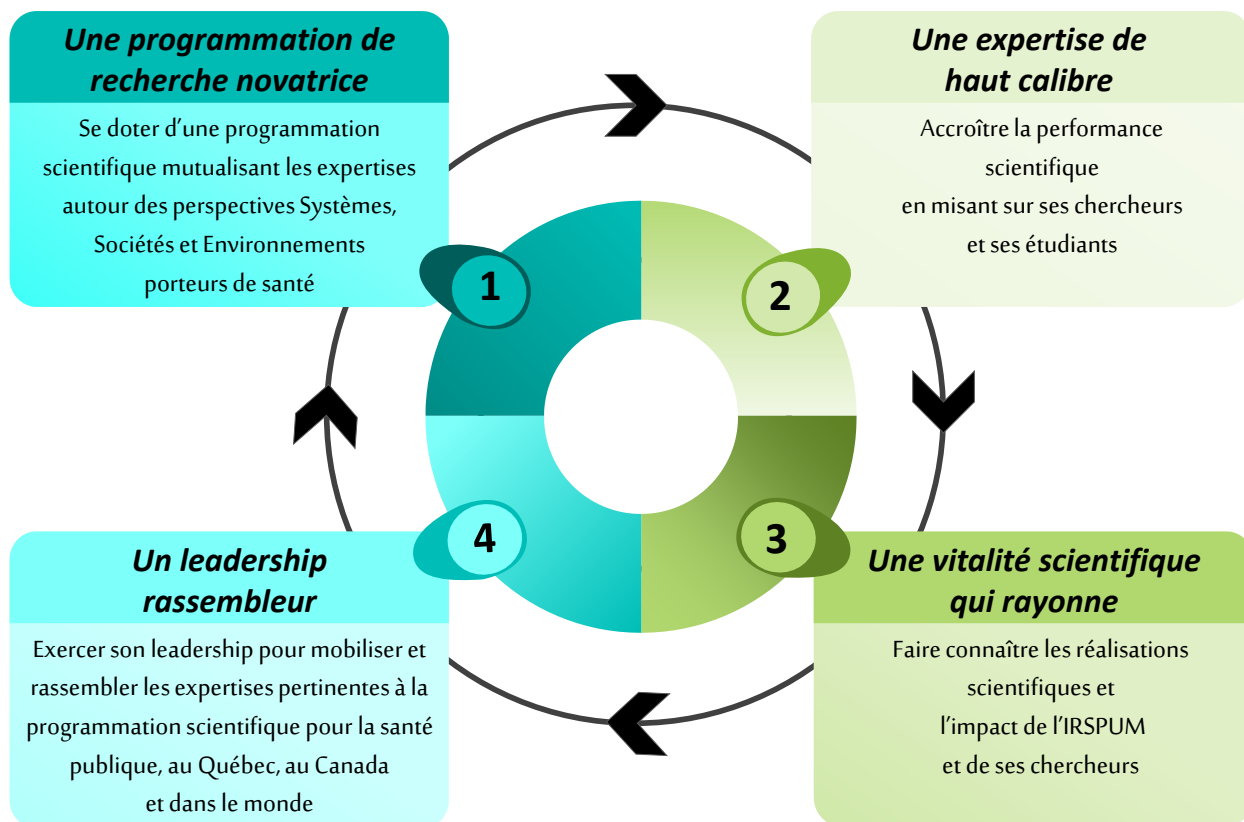 Une programmation de
recherche novatrice
Se doter d’une programmation
scientifique mutualisant les expertises
autour des perspectives Systèmes,
Sociétés et Environnements
porteurs de santé
1
Une expertise de
haut calibre
Accroître la performance
scientifique
en misant sur ses chercheurs
et ses étudiants
2
3
Une vitalité scientifique
qui rayonne
Faire connaître les réalisations
scientifiques et
l’impact de l’IRSPUM
et de ses chercheurs
4
Un leadership
rassembleur
Exercer son leadership pour mobiliser et
rassembler les expertises pertinentes à la
programmation scientifique pour la santé
publique, au Québec, au Canada
et dans le monde